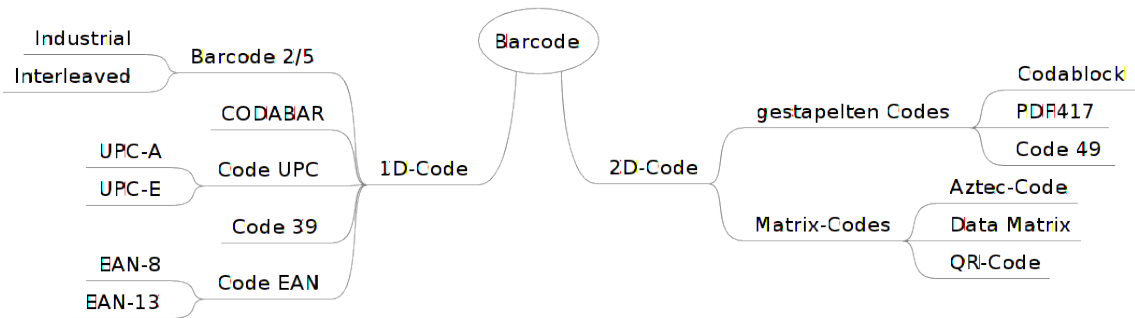 Barcode
1D-Code
Barcode 2/5
Industrial
Interleaved
CODABAR
Code UPC
UPC-A
UPC-E
Code 39
Code EAN
EAN-8
EAN-13
2D-Code
gestapelten Codes
Codablock
PDF417
Code 49
Matrix-Codes
Aztec-Code
Data Matrix
QR-Code